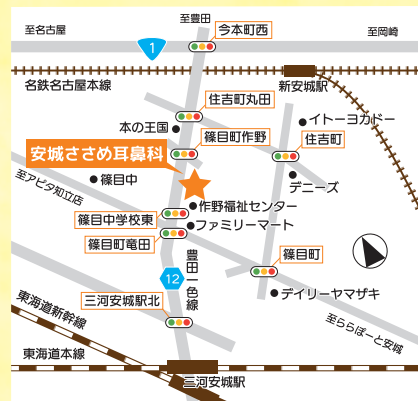 至豊田
至名古屋
今本町西
至岡崎
1
名鉄名古屋本線
新安城駅
住吉町丸田
本の王国
イトーヨカドー
篠目町作野
住吉町
安城ささめ耳鼻科
至アピタ知立店
篠目中
デニーズ
作野福祉センター
篠目中学校東
ファミリーマート
篠目町竜田
豊田一色線
篠目町
12
デイリーヤマザキ
三河安城駅北
東海道新幹線
至ららぽーと安城
東海道本線
三河安城駅